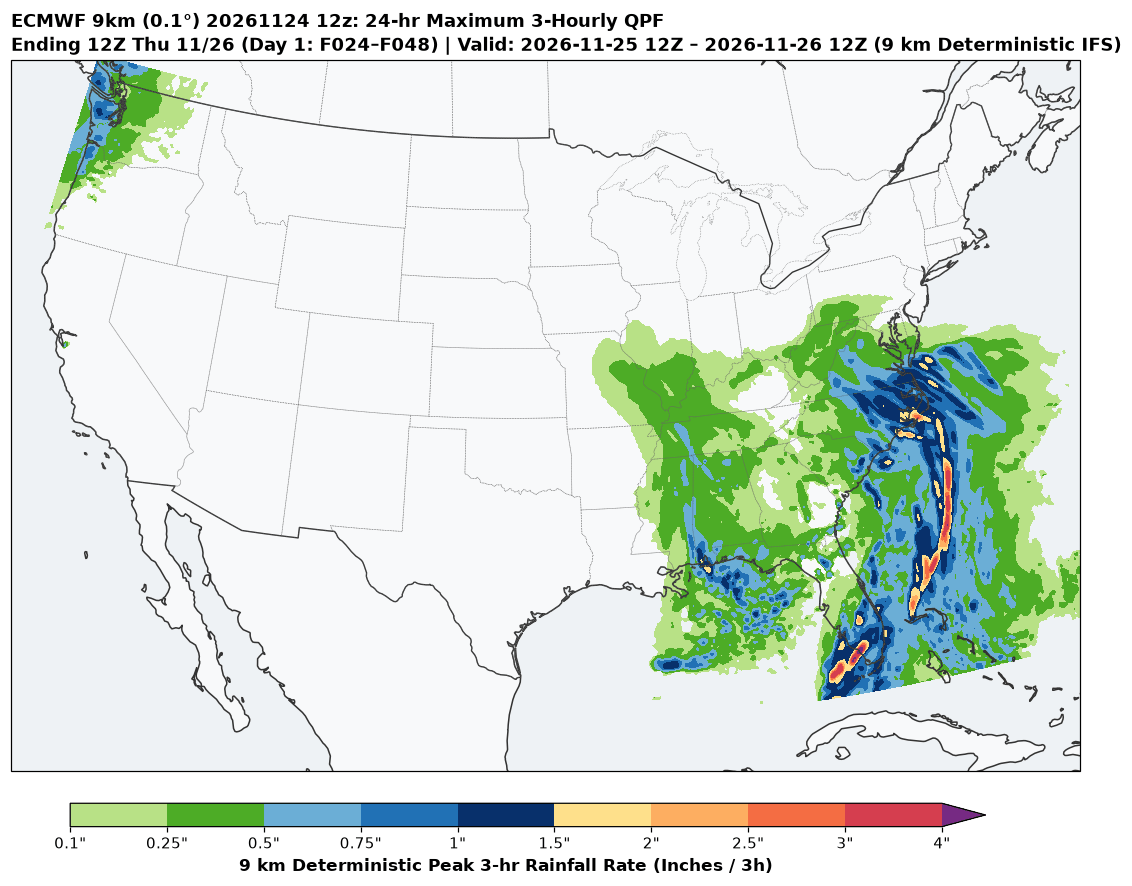 ECMWF 9km (0.1°) 20261124 12z: 24-hr Maximum 3-Hourly QPF
Ending 12Z Thu 11/26 (Day 1: F024–F048) | Valid: 2026-11-25 12Z – 2026-11-26 12Z (9 km Deterministic IFS)
0.1" 0.25" 0.5" 0.75" 1" 1.5" 2" 2.5" 3" 4"
9 km Deterministic Peak 3-hr Rainfall Rate (Inches / 3h)